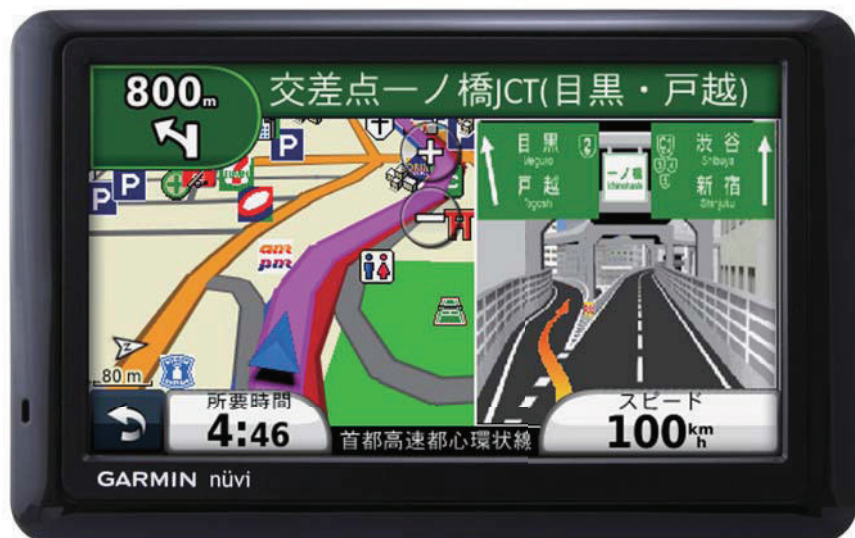 800m
交差点一ノ橋JCT(目黒・戸越)
P
P
P
am
pm
80 m
目黒
Meguro
戸越
Togoshi
2
一ノ橋
Ichinohashi
C1
渋谷
Shibuya
新宿
Shinjuku
所要時間
4:46
首都高速都心環状線
スピード
100km/h
GARMIN nüvi